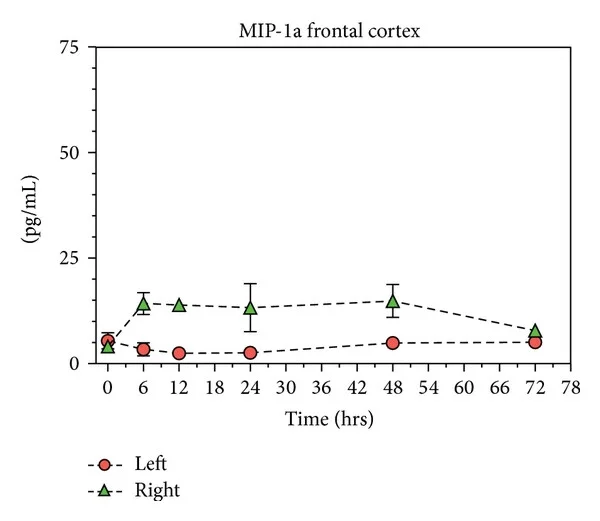 MIP-1a frontal cortex
75
50
25
0
(pg/mL)
0 6 12 18 24 30 36 42 48 54 60 66 72 78
Time (hrs)
Left
Right